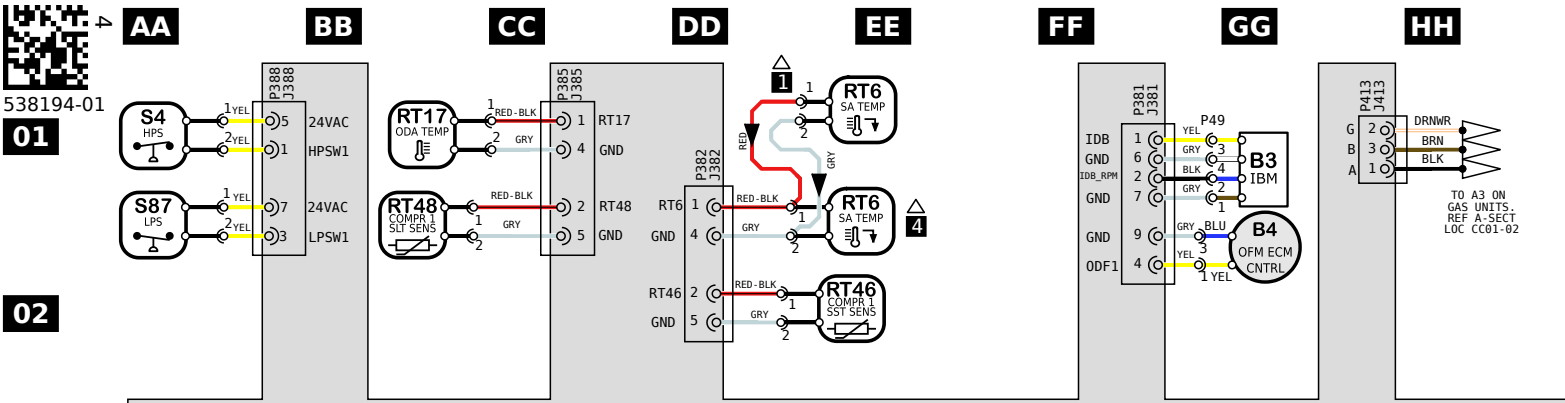 4
AA
BB
CC
DD
EE
FF
GG
HH
538194-01
01
02
S4
HPS
1
YEL
2
YEL
P388
J388
5
24VAC
1
HPSW1
S87
LPS
1
YEL
2
YEL
7
24VAC
3
LPSW1
RT17
ODA TEMP
1
RED-BLK
2
GRY
P385
J385
1
RT17
4
GND
RT48
COMPR 1
SLT SENS
RED-BLK
1
GRY
2
2
RT48
5
GND
P382
J382
RT6
1
RED-BLK
1
GND
4
GRY
2
RT46
2
RED-BLK
1
GND
5
GRY
2
1
1
2
RED
GRY
RT6
SA TEMP
RT6
SA TEMP
4
RT46
COMPR 1
SST SENS
P381
J381
IDB
1
YEL
P49
GND
6
GRY
3
IDB_RPM
2
BLK
4
GND
7
GRY
2
1
B3
IBM
GND
9
GRY
BLU
3
ODF1
4
YEL
1
YEL
B4
OFM ECM
CNTRL
P413
J413
G
2
DRNWR
B
3
BRN
A
1
BLK
TO A3 ON
GAS UNITS.
REF A-SECT
LOC CC01-02